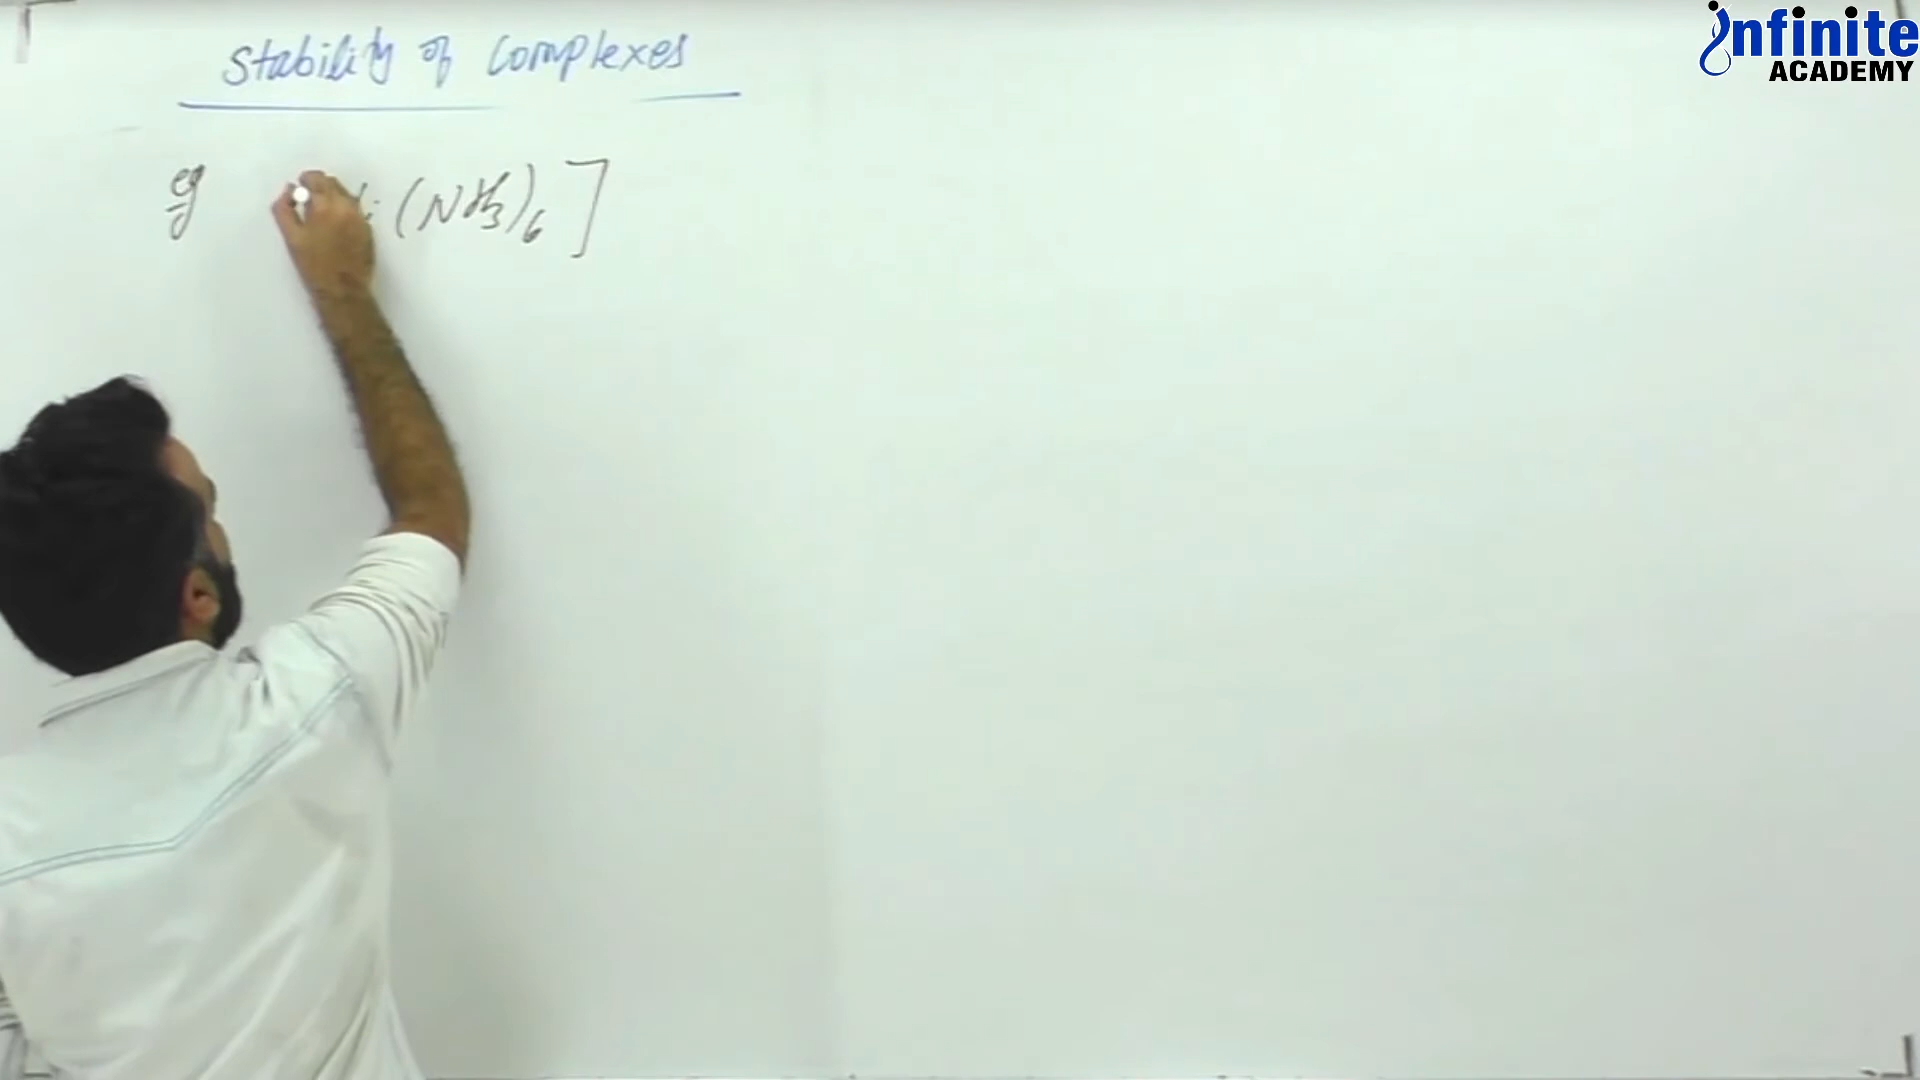 infinite
ACADEMY
Stability of Complexes
eg (NH3)6 ]